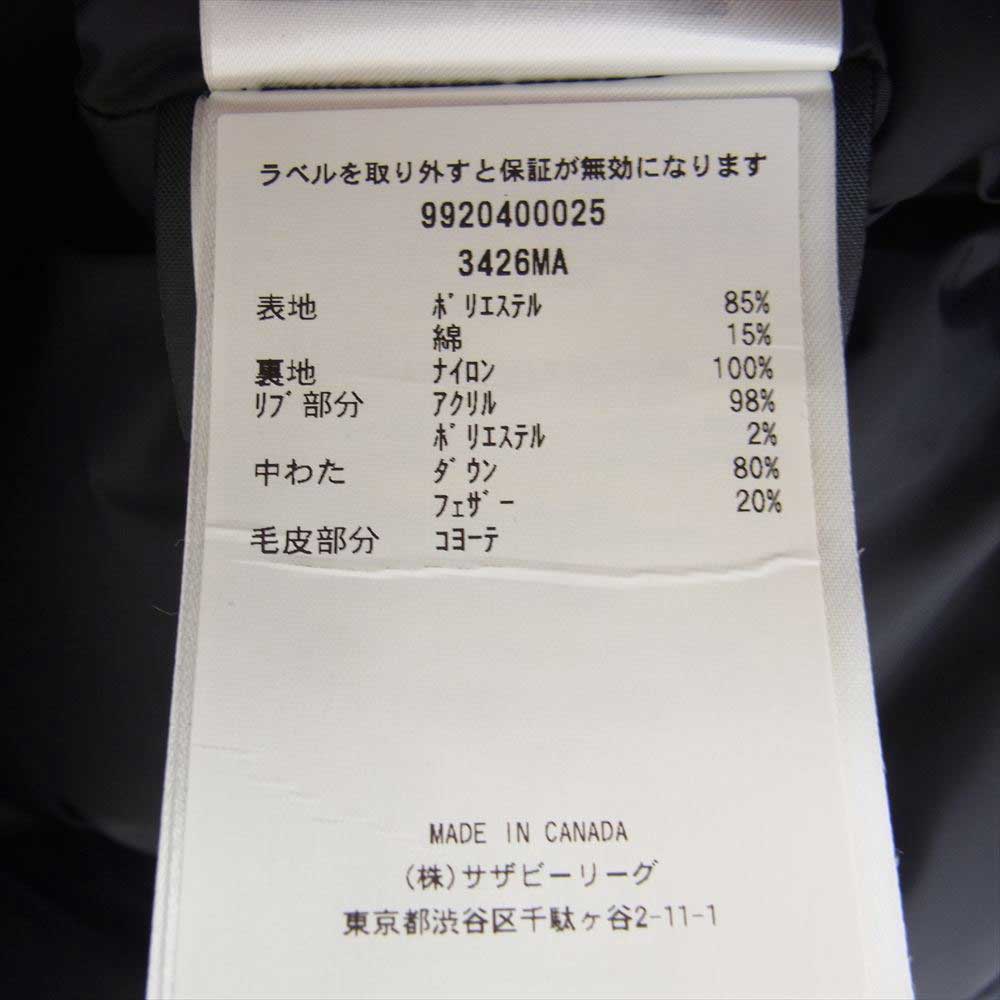 ラベルを取り外すと保証が無効になります
9920400025
3426MA
表地 ﾎﾟﾘｴｽﾃﾙ 85%
綿 15%
裏地 ﾅｲﾛﾝ 100%
ﾘﾌﾞ部分 ｱｸﾘﾙ 98%
ﾎﾟﾘｴｽﾃﾙ 2%
中わた ﾀﾞｳﾝ 80%
ﾌｪｻﾞｰ 20%
毛皮部分 ｺﾖｰﾃ
MADE IN CANADA
(株)サザビーリーグ
東京都渋谷区千駄ヶ谷2-11-1